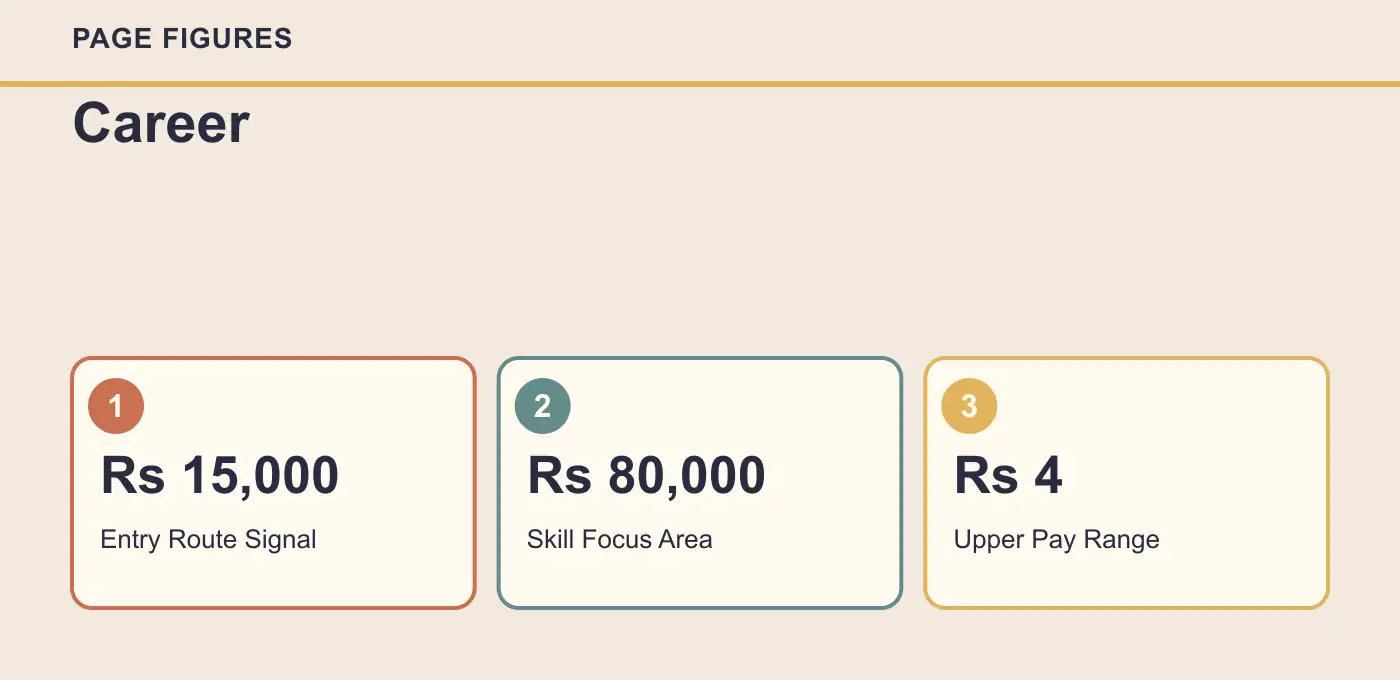 PAGE FIGURES
Career
1
Rs 15,000
Entry Route Signal
2
Rs 80,000
Skill Focus Area
3
Rs 4
Upper Pay Range